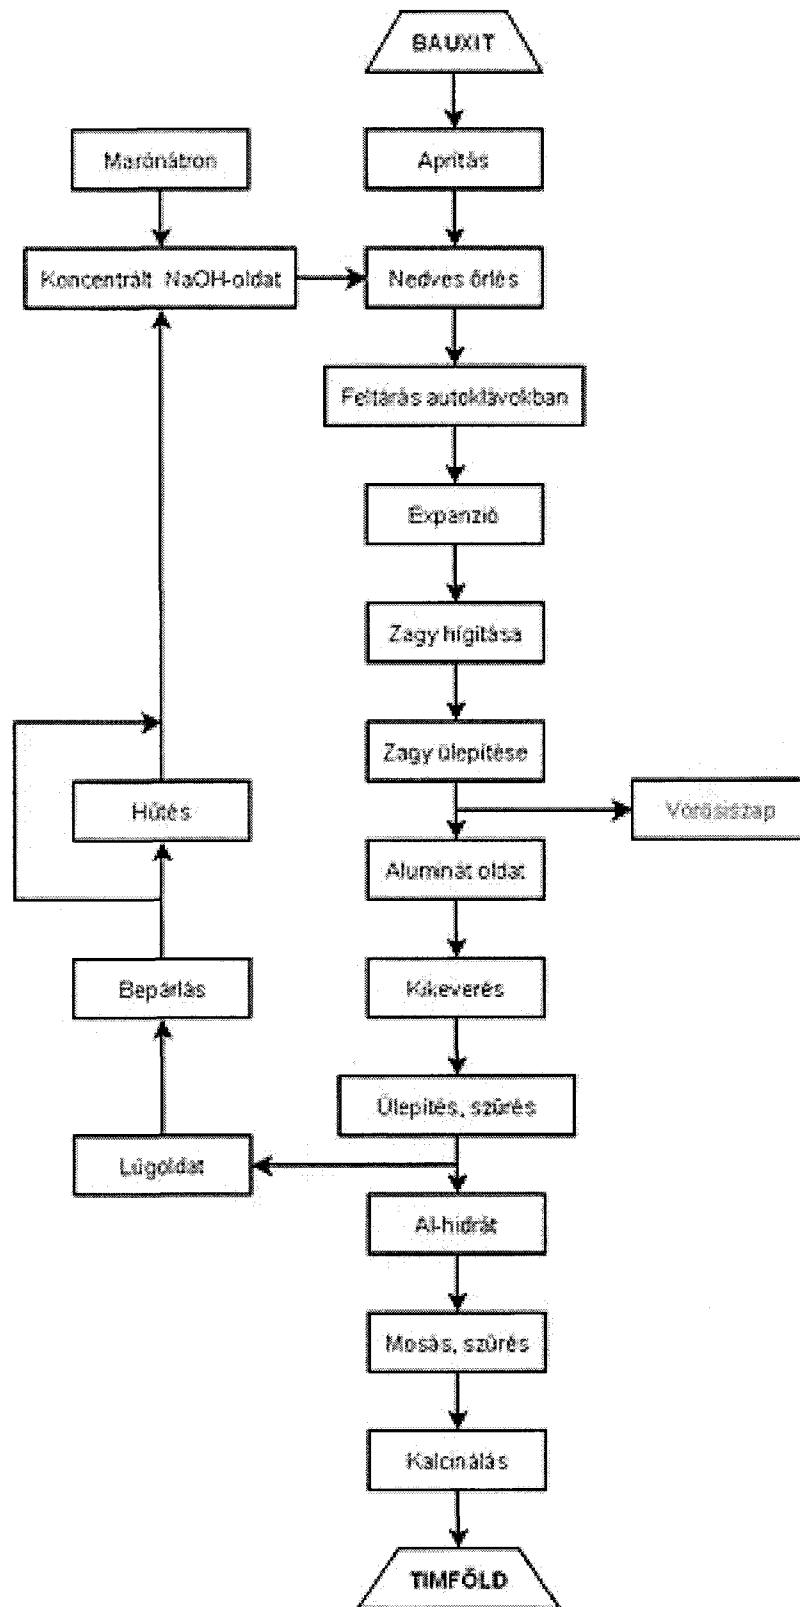 BAUXIT
Aprítás
Marónátron
Koncentrált NaOH-oldat
Nedves őrlés
Feltárás autoklávokban
Expanzió
Zagy hígítása
Zagy ülepítése
Vörösiszap
Hűtés
Aluminát oldat
Bepárlás
Kikeverés
Ülepítés, szűrés
Lúgoldat
Al-hidrát
Mosás, szűrés
Kalcinálás
TIMFÖLD